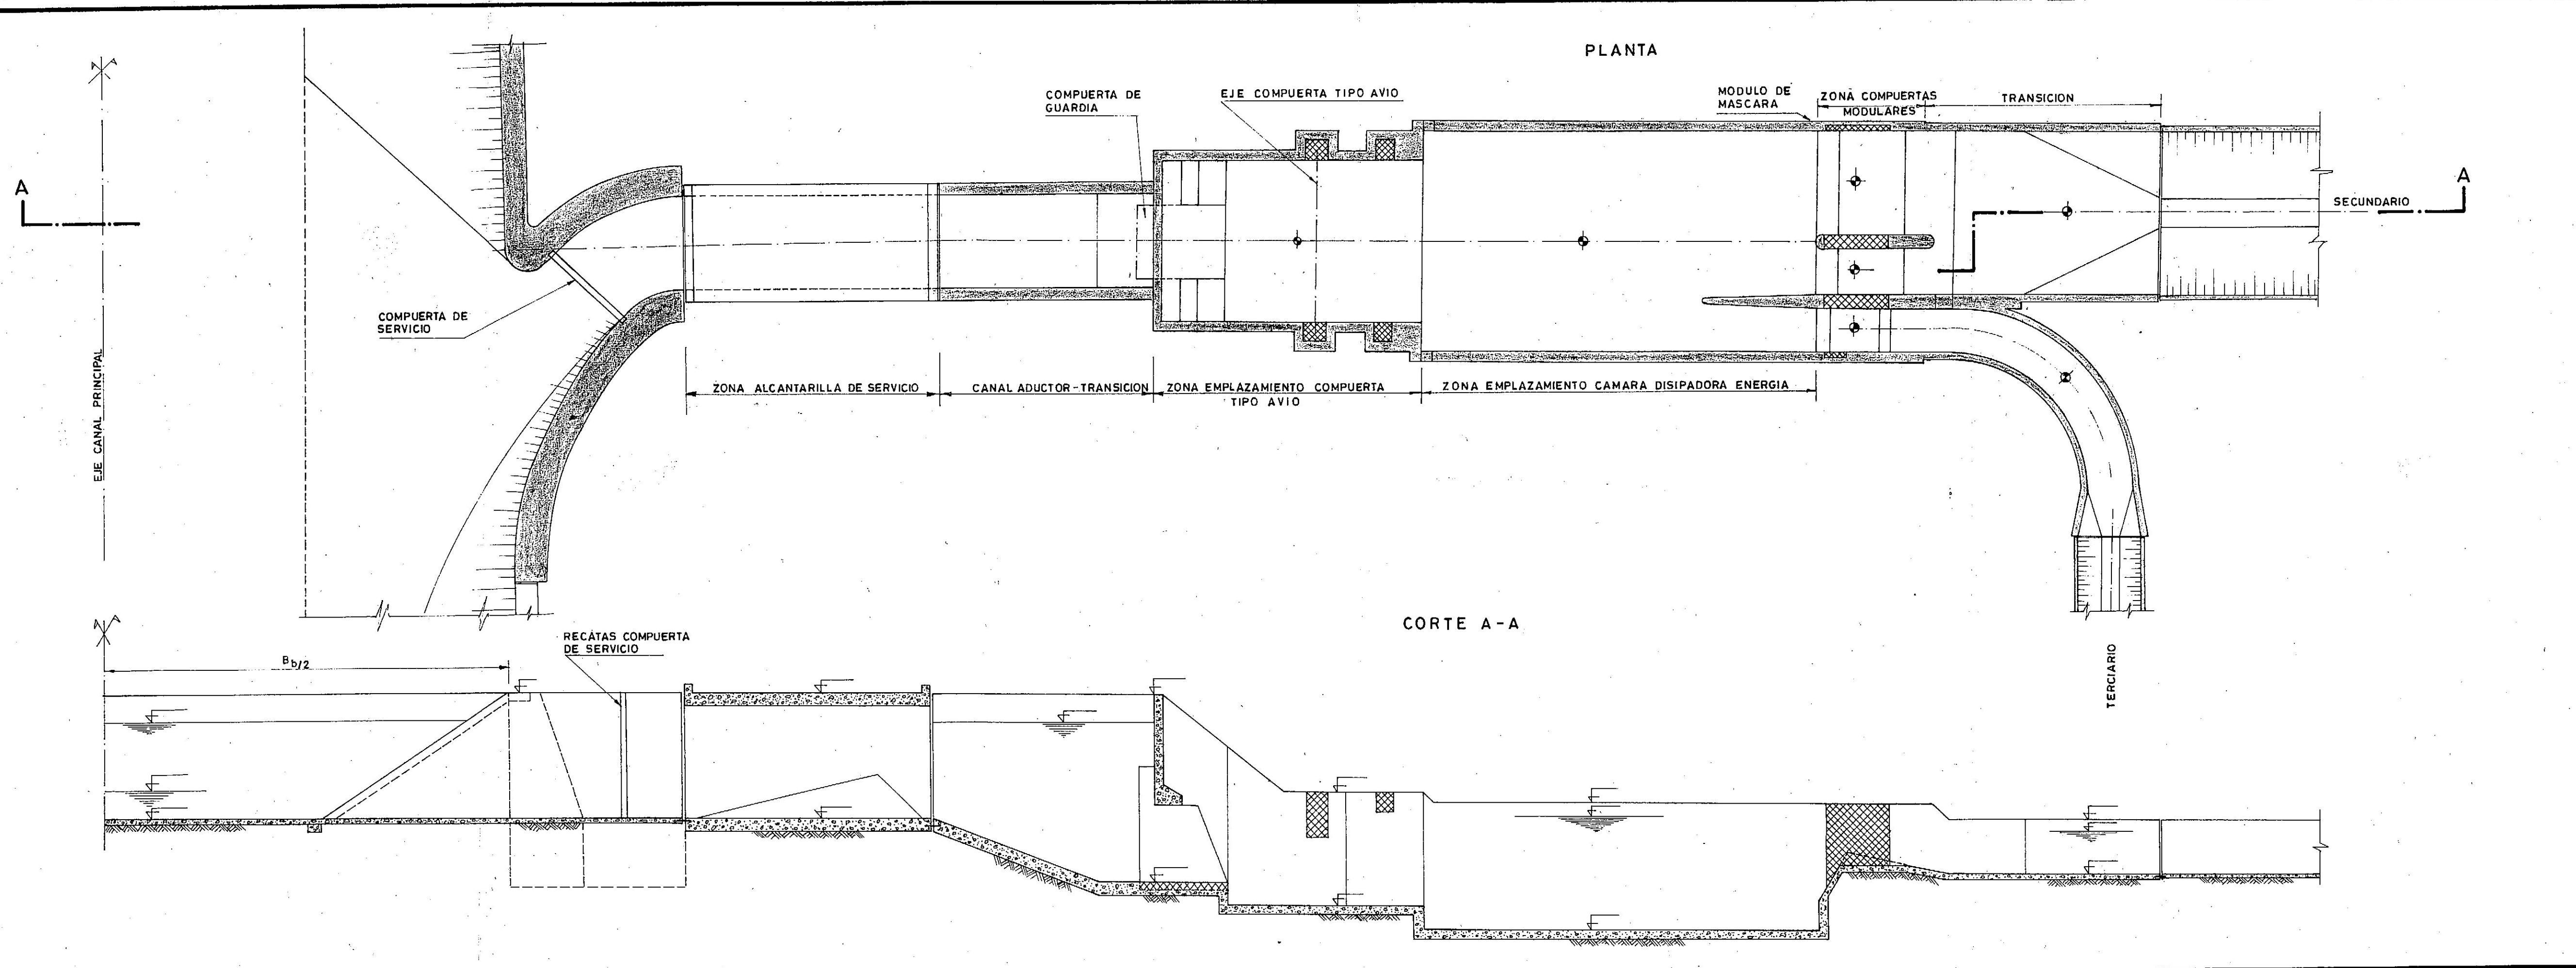 PLANTA
COMPUERTA DE
GUARDIA
EJE COMPUERTA TIPO AVIO
MODULO DE
MASCARA
ZONA COMPUERTAS
MODULARES
TRANSICION
A
A
SECUNDARIO
COMPUERTA DE
SERVICIO
EJE CANAL PRINCIPAL
ZONA ALCANTARILLA DE SERVICIO
CANAL ADUCTOR-TRANSICION
ZONA EMPLAZAMIENTO COMPUERTA
TIPO AVIO
ZONA EMPLAZAMIENTO CAMARA DISIPADORA ENERGIA
TERCIARIO
CORTE A-A
Bb/2
RECATAS COMPUERTA
DE SERVICIO